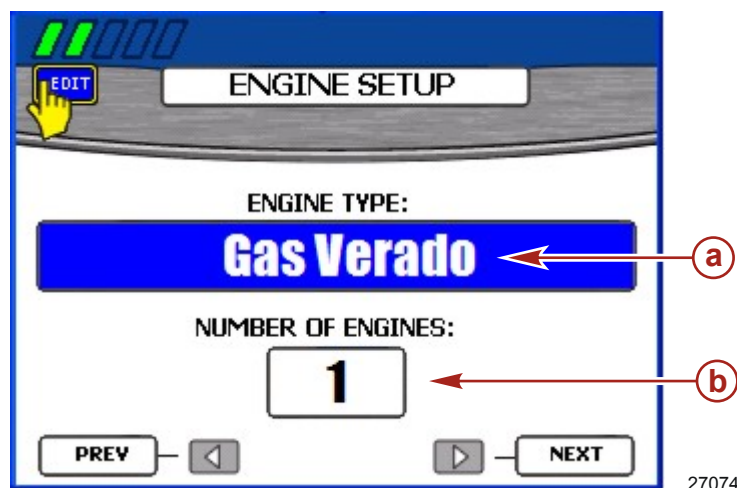 EDIT
ENGINE SETUP
ENGINE TYPE:
Gas Verado
a
NUMBER OF ENGINES:
1
b
PREV
NEXT
27074